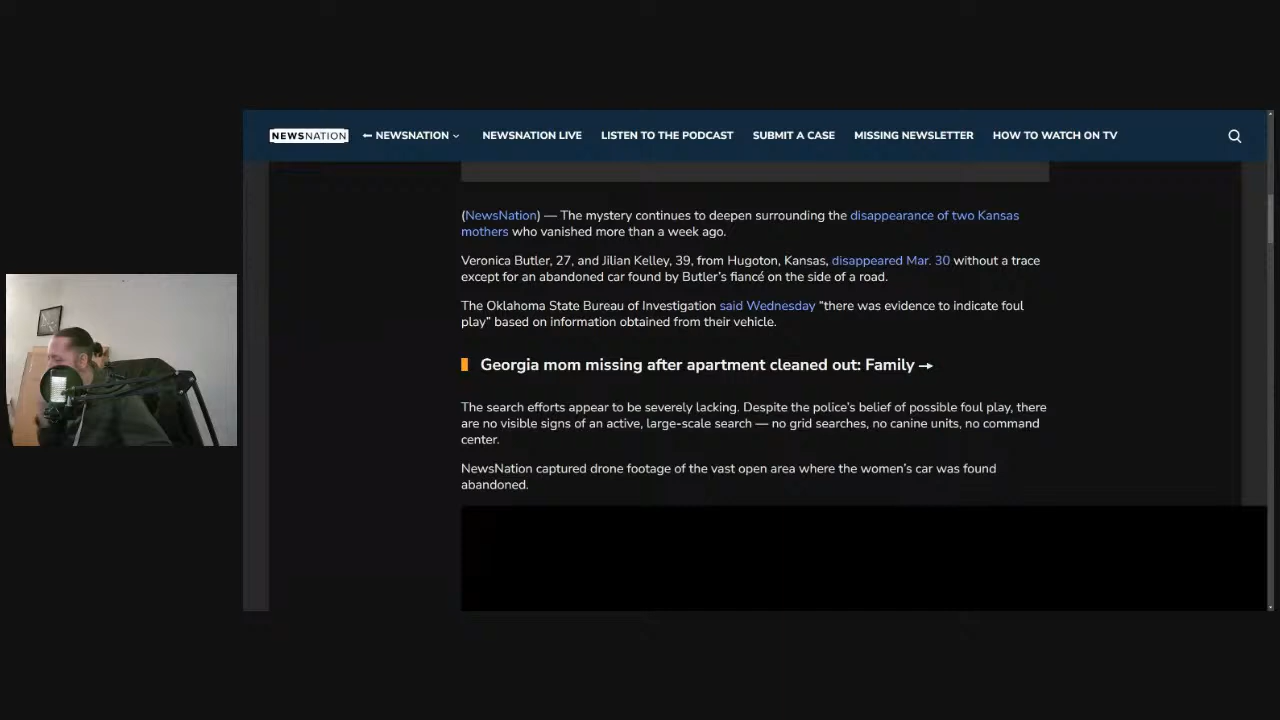 NEWSNATION
NEWSNATION
NEWSNATION LIVE
LISTEN TO THE PODCAST
SUBMIT A CASE
MISSING NEWSLETTER
HOW TO WATCH ON TV
(NewsNation) — The mystery continues to deepen surrounding the disappearance of two Kansas
mothers who vanished more than a week ago.
Veronica Butler, 27, and Jilian Kelley, 39, from Hugoton, Kansas, disappeared Mar. 30 without a trace
except for an abandoned car found by Butler’s fiancé on the side of a road.
The Oklahoma State Bureau of Investigation said Wednesday “there was evidence to indicate foul
play” based on information obtained from their vehicle.
Georgia mom missing after apartment cleaned out: Family →
The search efforts appear to be severely lacking. Despite the police’s belief of possible foul play, there
are no visible signs of an active, large-scale search — no grid searches, no canine units, no command
center.
NewsNation captured drone footage of the vast open area where the women’s car was found
abandoned.